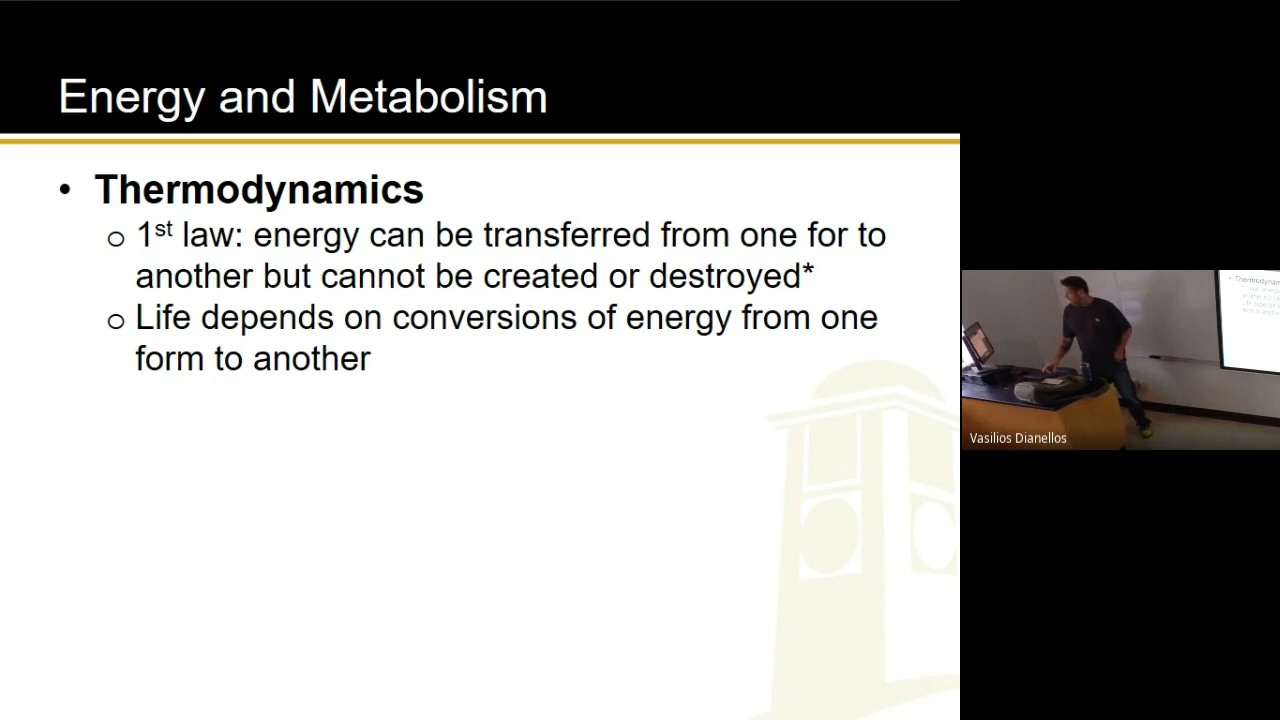 Energy and Metabolism
• Thermodynamics
o 1st law: energy can be transferred from one for to
another but cannot be created or destroyed*
o Life depends on conversions of energy from one
form to another
Thermodynam
Vasilios Dianellos